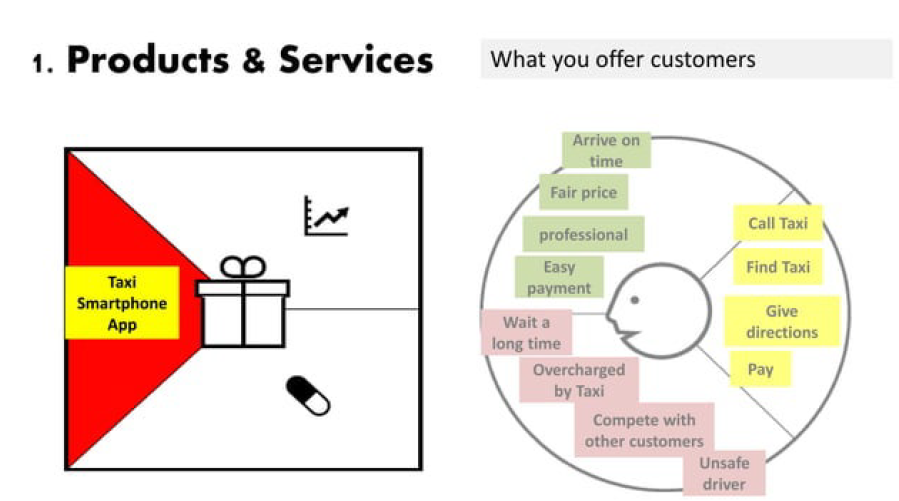 1. Products & Services
What you offer customers
Taxi
Smartphone
App
Arrive on
time
Fair price
professional
Easy
payment
Wait a
long time
Overcharged
by Taxi
Compete with
other customers
Unsafe
driver
Call Taxi
Find Taxi
Give
directions
Pay